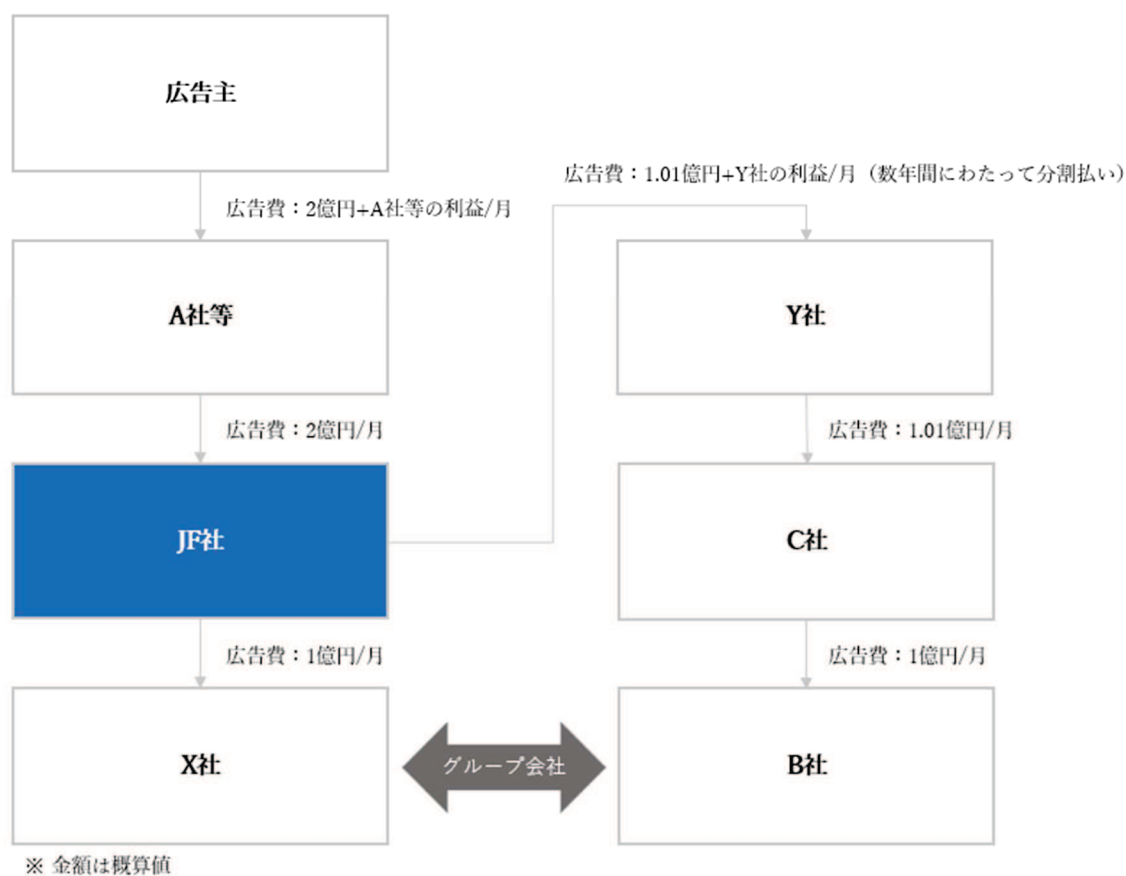 広告主
広告費：1.01億円+Y社の利益/月（数年間にわたって分割払い）
広告費：2億円+A社等の利益/月
A社等
Y社
広告費：2億円/月
広告費：1.01億円/月
JF社
C社
広告費：1億円/月
広告費：1億円/月
X社
グループ会社
B社
※ 金額は概算値